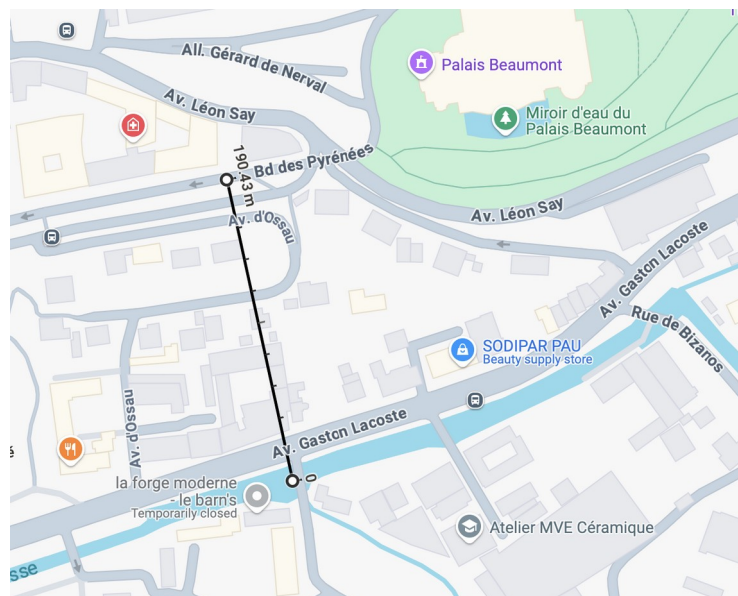 All. Gérard de Nerval
Palais Beaumont
Av. Léon Say
Miroir d'eau du
Palais Beaumont
190.43 m
Bd des Pyrénées
Av. d'Ossau
Av. Léon Say
Av. Gaston Lacoste
Rue de Bizanos
SODIPAR PAU
Beauty supply store
Av. d'Ossau
Av. Gaston Lacoste
é
0
la forge moderne
- le barn's
Temporarily closed
Atelier MVE Céramique
sse